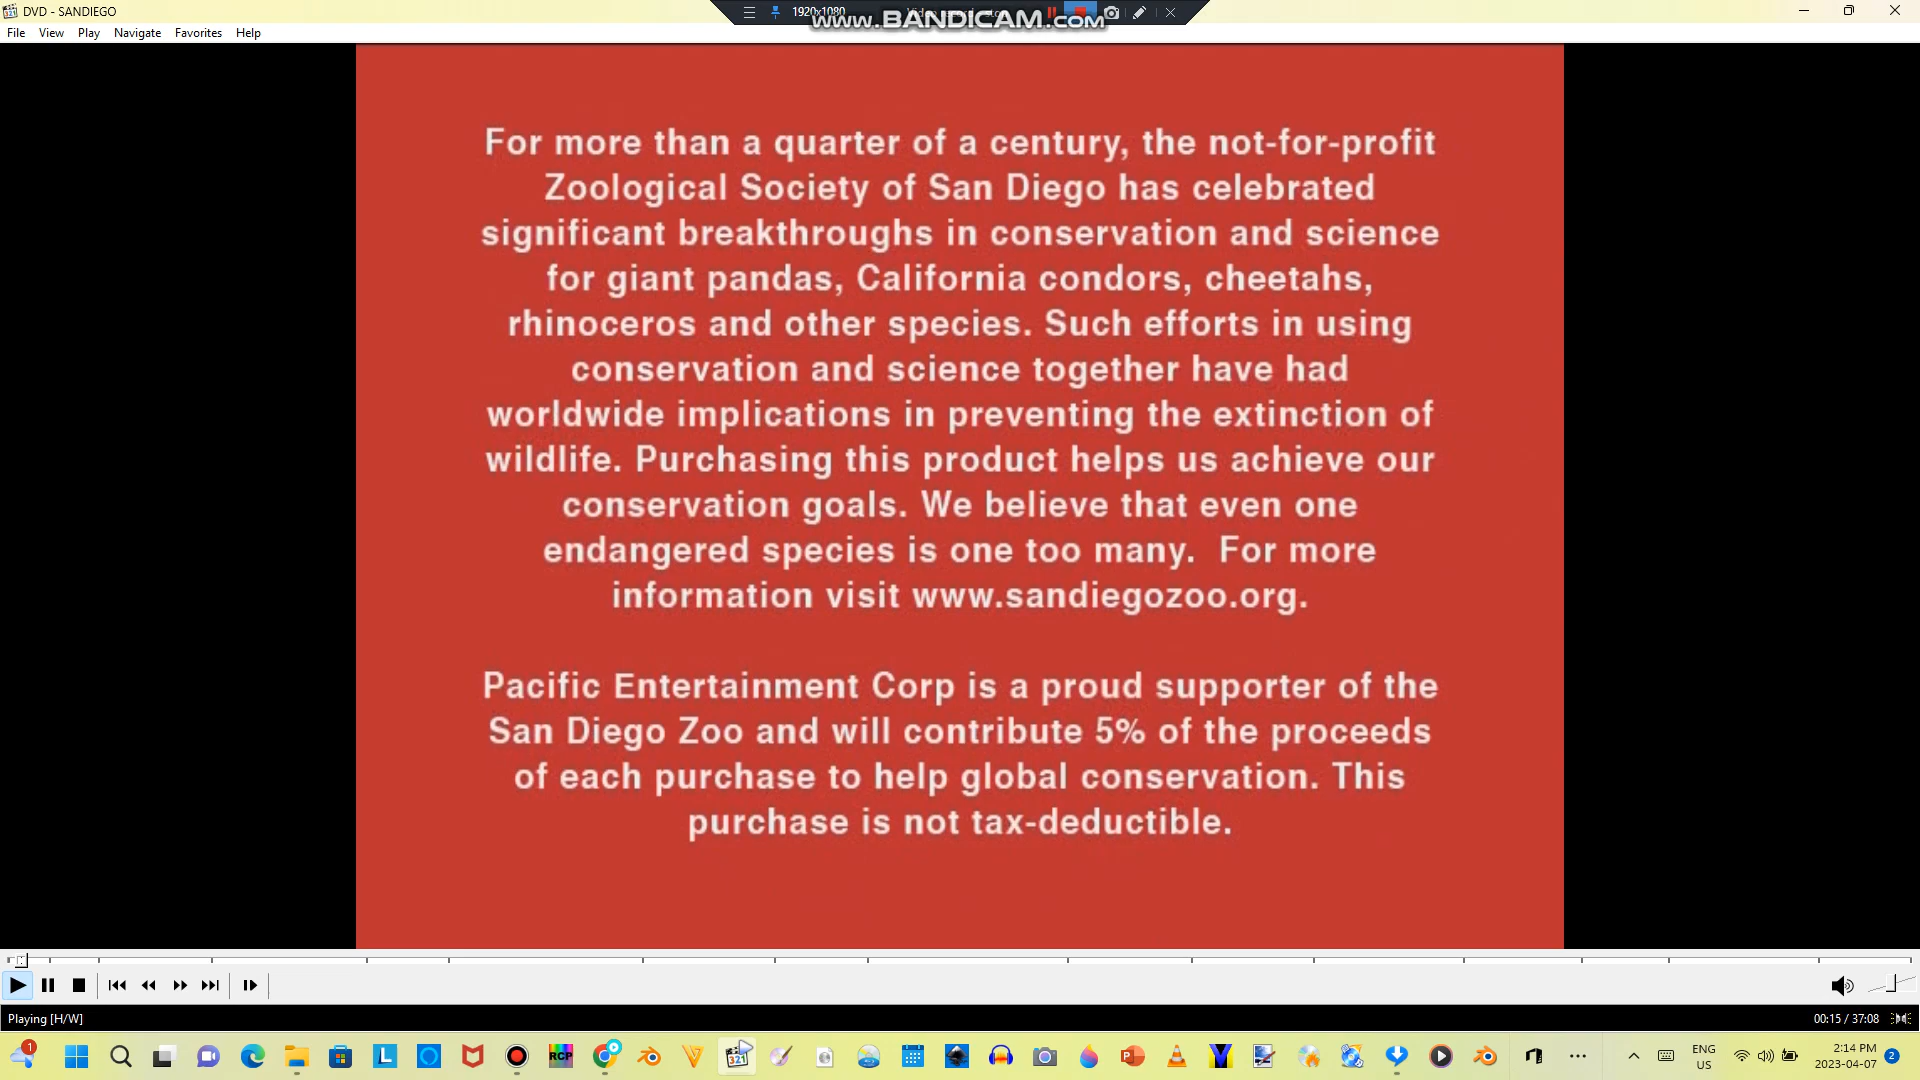 DVD - SANDIEGO
1920x1080
www.BANDICAM.com
File View Play Navigate Favorites Help
For more than a quarter of a century, the not-for-profit
Zoological Society of San Diego has celebrated
significant breakthroughs in conservation and science
for giant pandas, California condors, cheetahs,
rhinoceros and other species. Such efforts in using
conservation and science together have had
worldwide implications in preventing the extinction of
wildlife. Purchasing this product helps us achieve our
conservation goals. We believe that even one
endangered species is one too many.  For more
information visit www.sandiegozoo.org.
Pacific Entertainment Corp is a proud supporter of the
San Diego Zoo and will contribute 5% of the proceeds
of each purchase to help global conservation. This
purchase is not tax-deductible.
Playing [H/W]
00:15 / 37:08
1
L
RCP
321
ENG
US
2:14 PM
2023-04-07
2